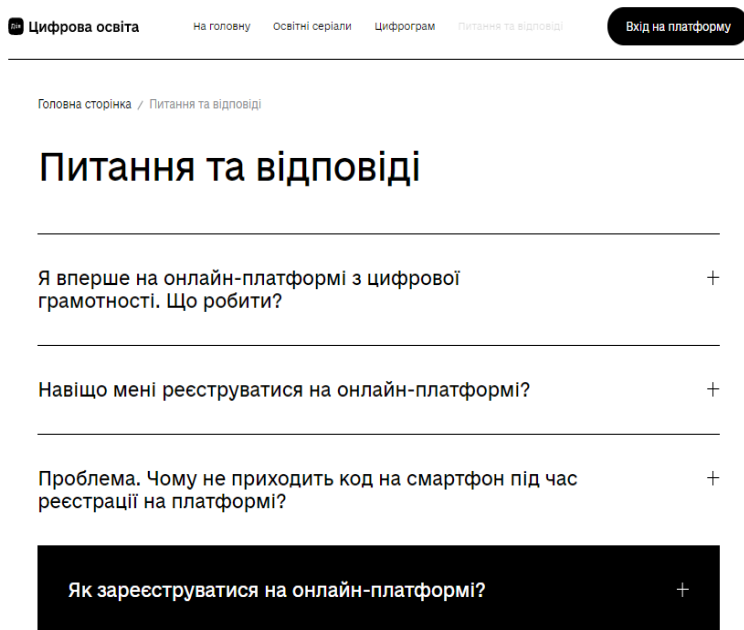 Дія Цифрова освіта На головну Освітні серіали Цифрограм Питання та відповіді Вхід на платформу
Головна сторінка / Питання та відповіді
Питання та відповіді
Я вперше на онлайн-платформі з цифрової
грамотності. Що робити?
Навіщо мені реєструватися на онлайн-платформі?
Проблема. Чому не приходить код на смартфон під час
реєстрації на платформі?
Як зареєструватися на онлайн-платформі?